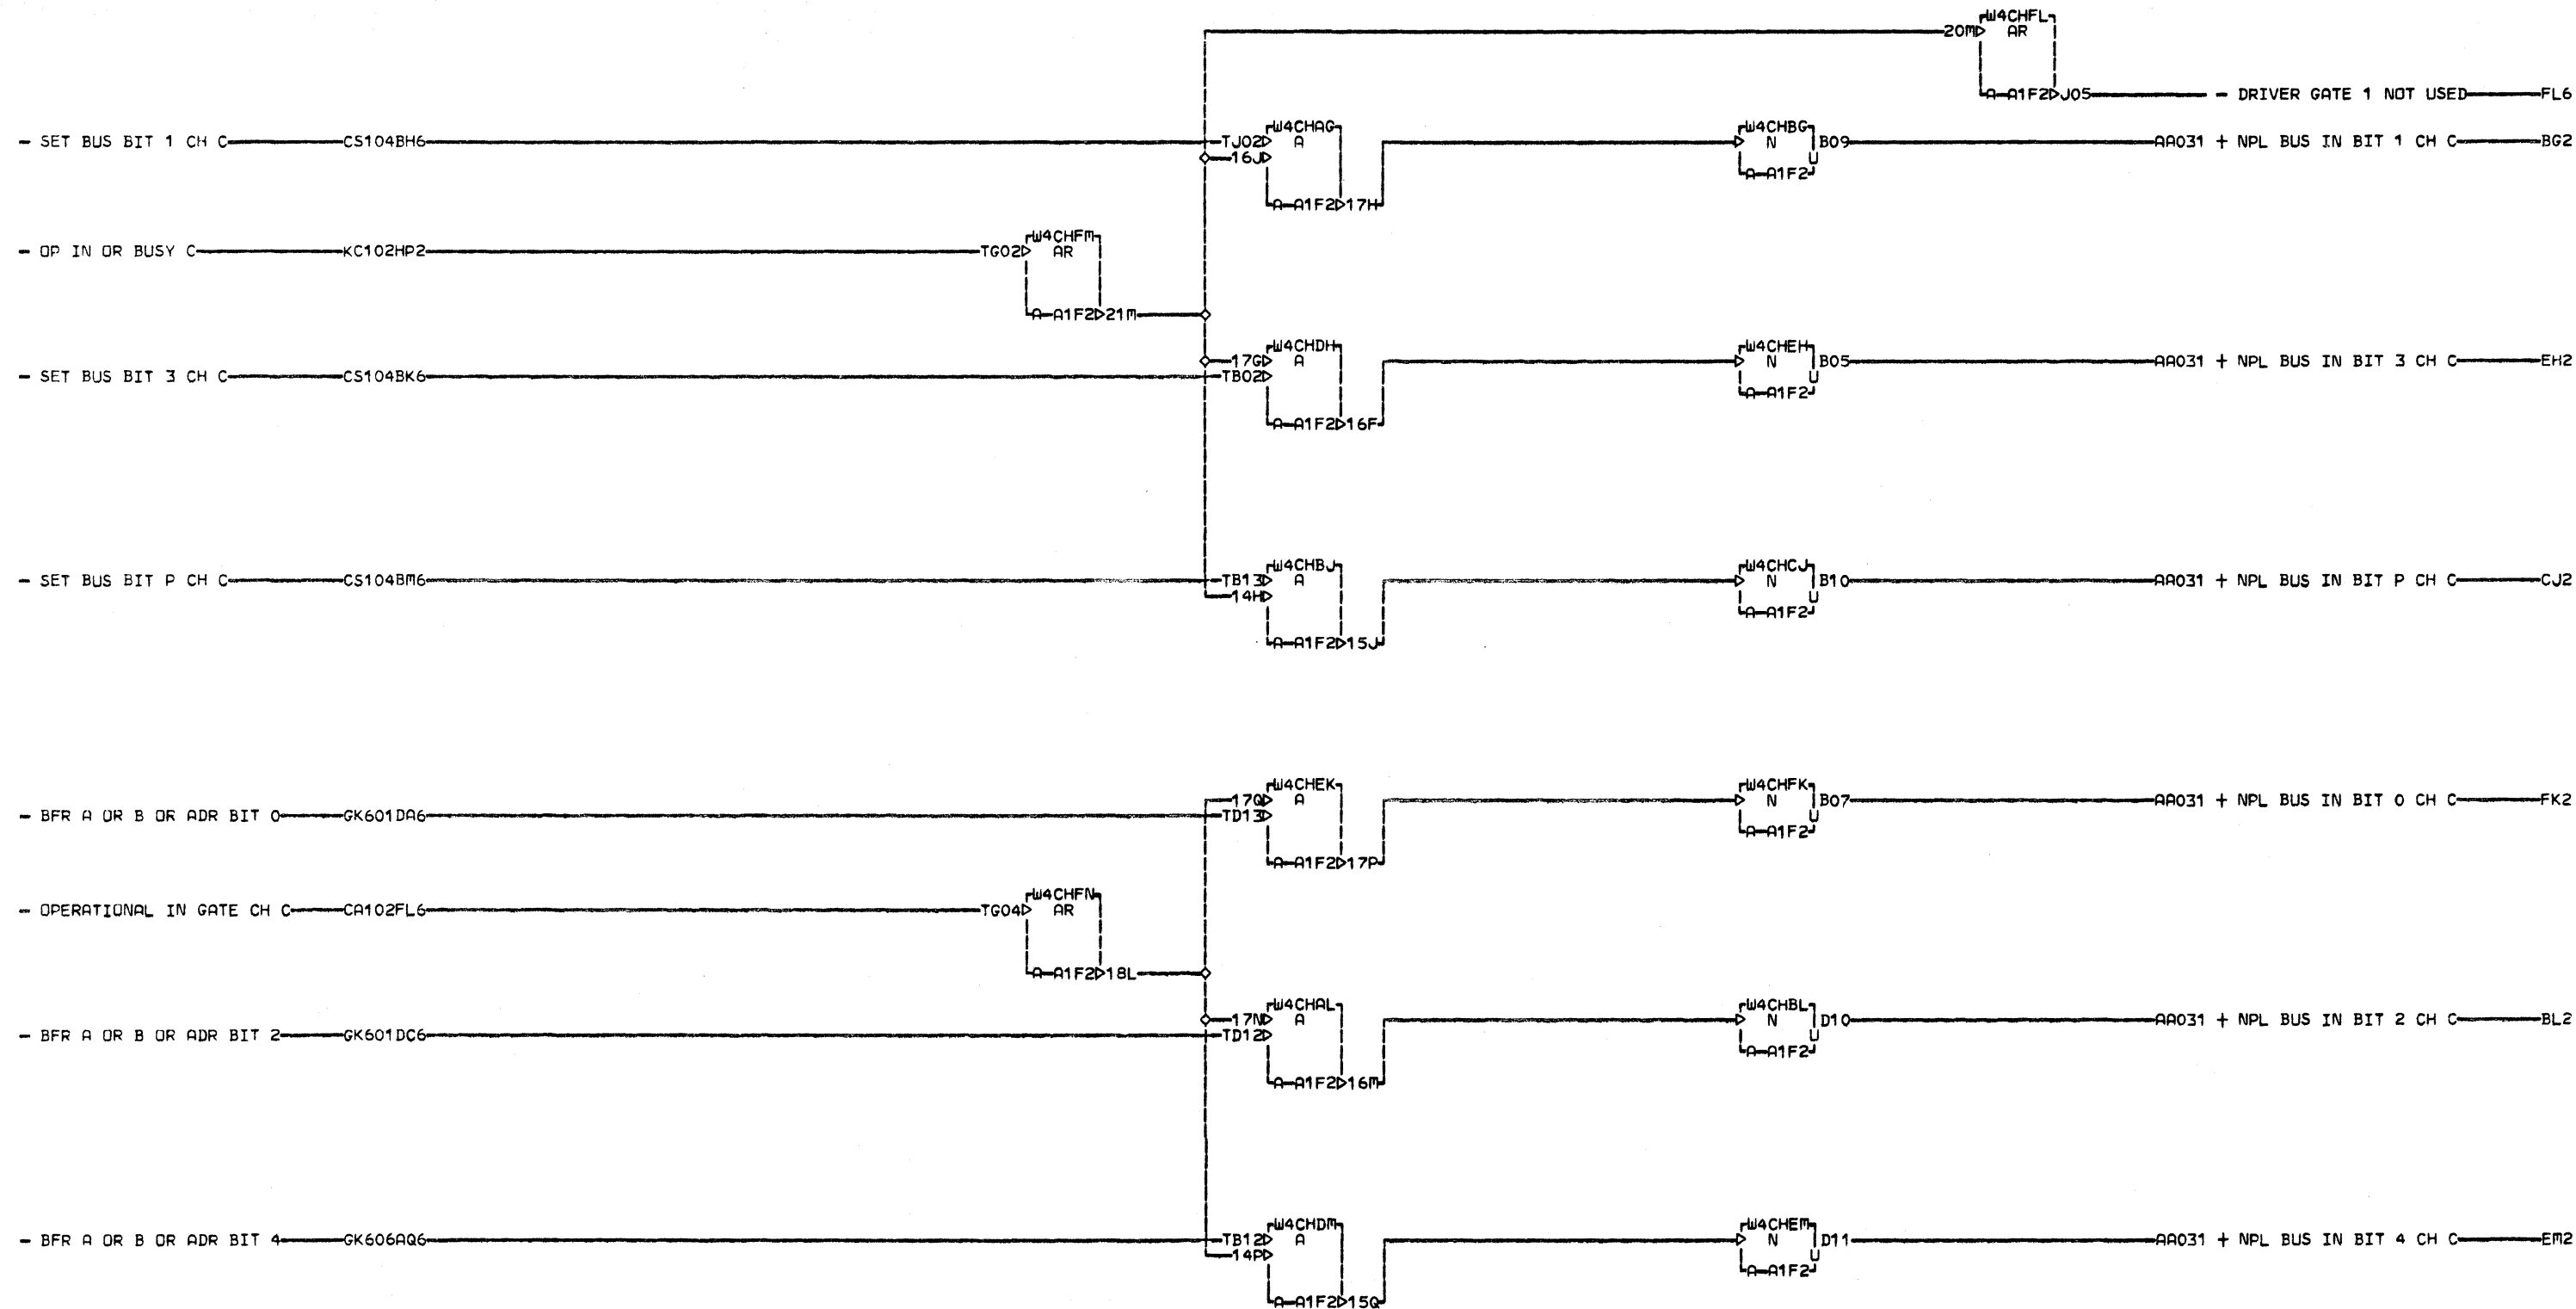 W4CHFL
20M AR
A-A1F2 J05 - DRIVER GATE 1 NOT USED FL6
W4CHAG W4CHBG
- SET BUS BIT 1 CH C CS104BH6 TJ02 A N B09 AA031 + NPL BUS IN BIT 1 CH C BG2
16J U
A-A1F2
A-A1F2 17H
W4CHFM
- OP IN OR BUSY C KC102HP2 TG02 AR
A-A1F2 21M
W4CHDH W4CHEH
17G A N B05 AA031 + NPL BUS IN BIT 3 CH C EH2
- SET BUS BIT 3 CH C CS104BK6 TB02 U
A-A1F2
A-A1F2 16F
W4CHBJ W4CHCJ
- SET BUS BIT P CH C CS104BM6 TB13 A N B10 AA031 + NPL BUS IN BIT P CH C CJ2
14H U
A-A1F2
A-A1F2 15J
W4CHEK W4CHFK
17Q A N B07 AA031 + NPL BUS IN BIT 0 CH C FK2
- BFR A OR B OR ADR BIT 0 GK601DA6 TD13 U
A-A1F2
A-A1F2 17P
W4CHFN
- OPERATIONAL IN GATE CH C CA102FL6 TG04 AR
A-A1F2 18L
W4CHAL W4CHBL
17N A N D10 AA031 + NPL BUS IN BIT 2 CH C BL2
- BFR A OR B OR ADR BIT 2 GK601DC6 TD12 U
A-A1F2
A-A1F2 16M
W4CHDM W4CHEM
- BFR A OR B OR ADR BIT 4 GK606AQ6 TB12 A N D11 AA031 + NPL BUS IN BIT 4 CH C EM2
14P U
A-A1F2
A-A1F2 15Q